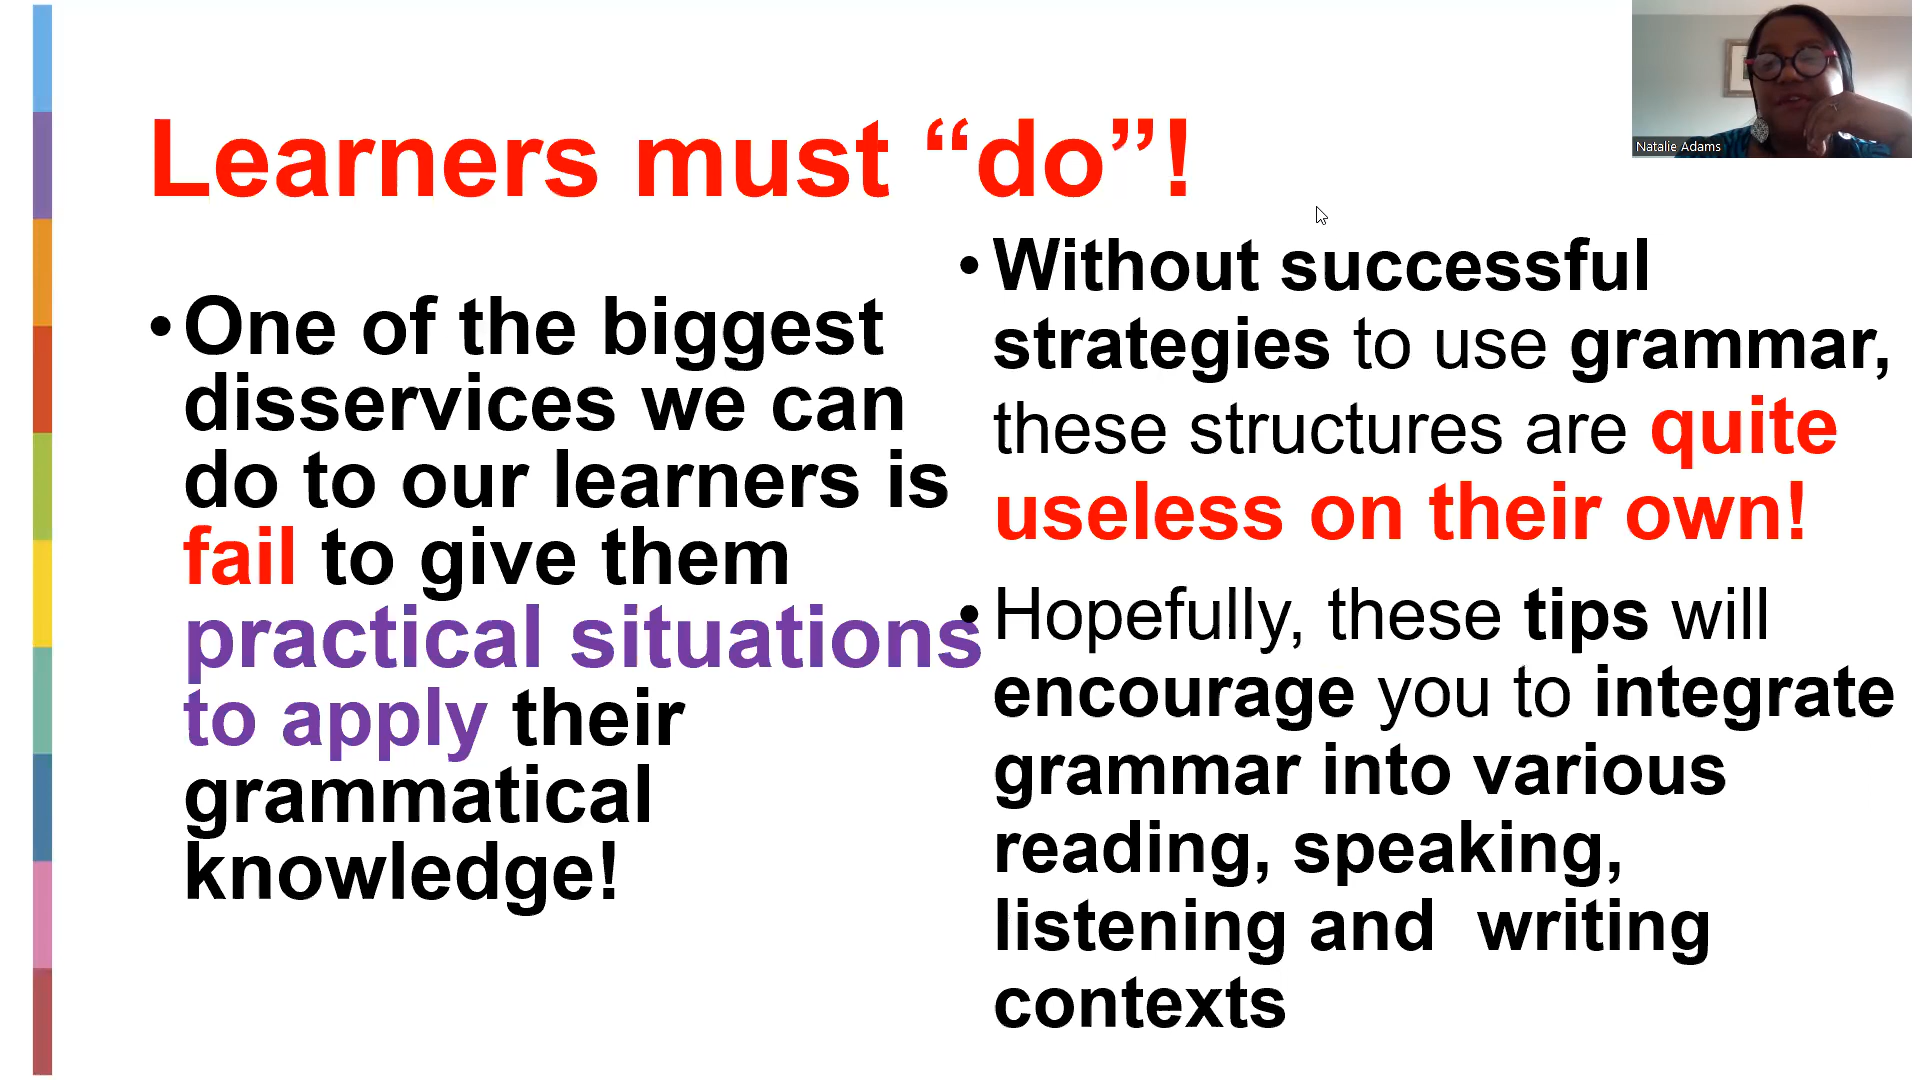 Learners must “do”!
•One of the biggest
disservices we can
do to our learners is
fail to give them
practical situations
to apply their
grammatical
knowledge!
•Without successful
strategies to use grammar,
these structures are quite
useless on their own!
•Hopefully, these tips will
encourage you to integrate
grammar into various
reading, speaking,
listening and  writing
contexts
Natalie Adams